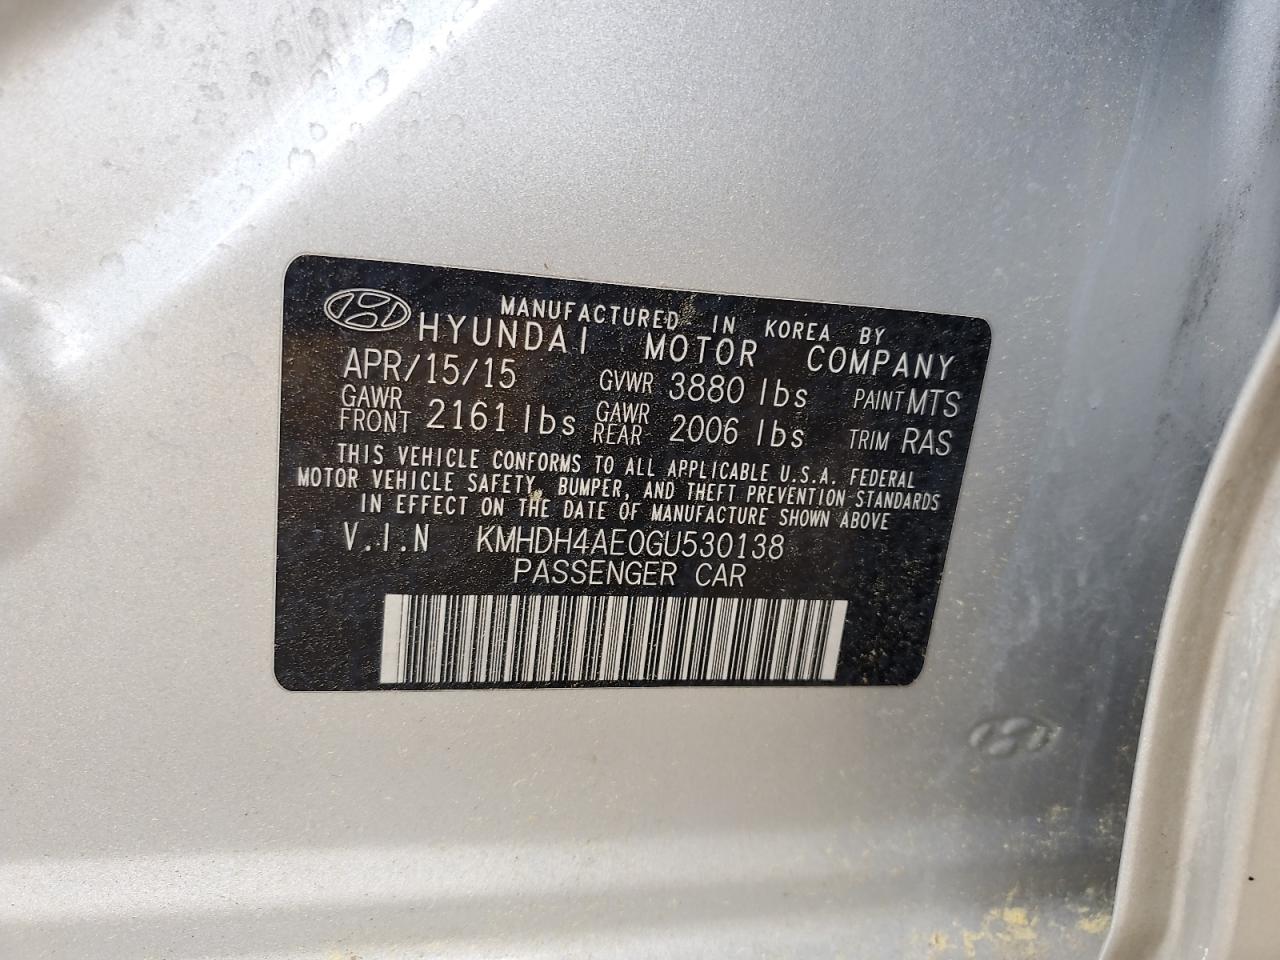 MANUFACTURED IN KOREA BY
HYUNDAI MOTOR COMPANY
APR/15/15 GVWR 3880 lbs PAINT MTS
GAWR FRONT 2161 lbs GAWR REAR 2006 lbs TRIM RAS
THIS VEHICLE CONFORMS TO ALL APPLICABLE U.S.A. FEDERAL
MOTOR VEHICLE SAFETY, BUMPER, AND THEFT PREVENTION STANDARDS
IN EFFECT ON THE DATE OF MANUFACTURE SHOWN ABOVE
V.I.N KMHDH4AE0GU530138
PASSENGER CAR